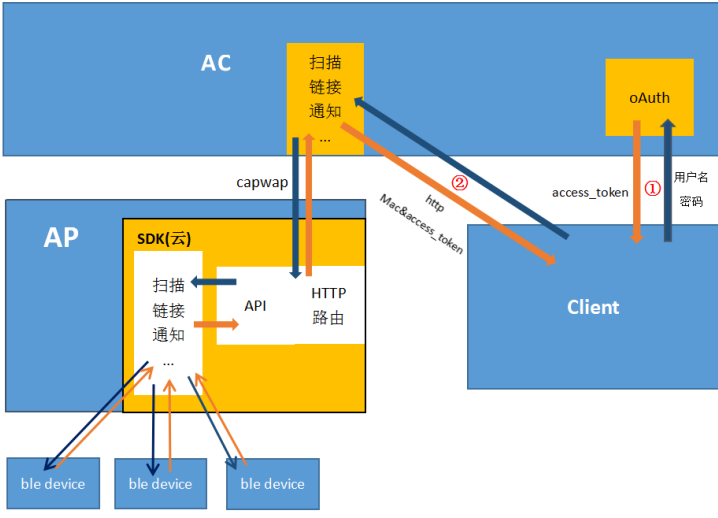 AC
扫描
链接
通知
...
oAuth
capwap
②
http
Mac&access_token
access_token
①
用户名
密码
AP
SDK(云)
扫描
链接
通知
...
API
HTTP
路由
Client
ble device
ble device
ble device